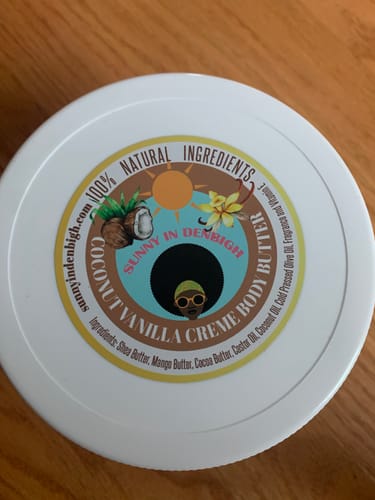 100% NATURAL INGREDIENTS
sunnyindenbigh.com
SUNNY IN DENBIGH
COCONUT VANILLA CREME BODY BUTTER
Ingredients: Shea Butter, Mango Butter, Cocoa Butter, Castor Oil, Coconut Oil, Cold Pressed Olive Oil, Fragrance and Vitamin E